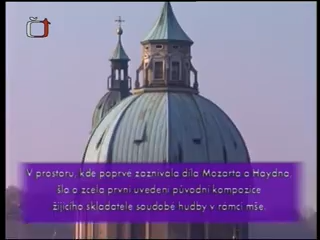 V prostoru, kde poprvé zaznívala díla Mozarta a Haydna,
šlo o zcela první uvedení původní kompozice
žijícího skladatele soudobé hudby v rámci mše.